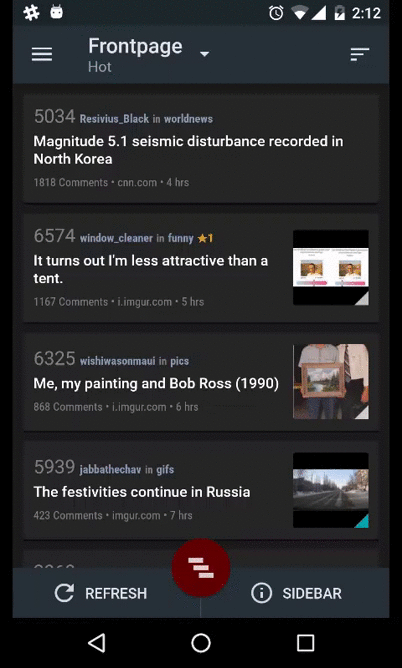 2:12
Frontpage
Hot
5034 Resivius_Black in worldnews
Magnitude 5.1 seismic disturbance recorded in
North Korea
1818 Comments • cnn.com • 4 hrs
6574 window_cleaner in funny ★1
It turns out I'm less attractive than a
tent.
1167 Comments • i.imgur.com • 5 hrs
6325 wishiwasonmaui in pics
Me, my painting and Bob Ross (1990)
868 Comments • i.imgur.com • 6 hrs
5939 jabbathechav in gifs
The festivities continue in Russia
423 Comments • imgur.com • 7 hrs
REFRESH
SIDEBAR